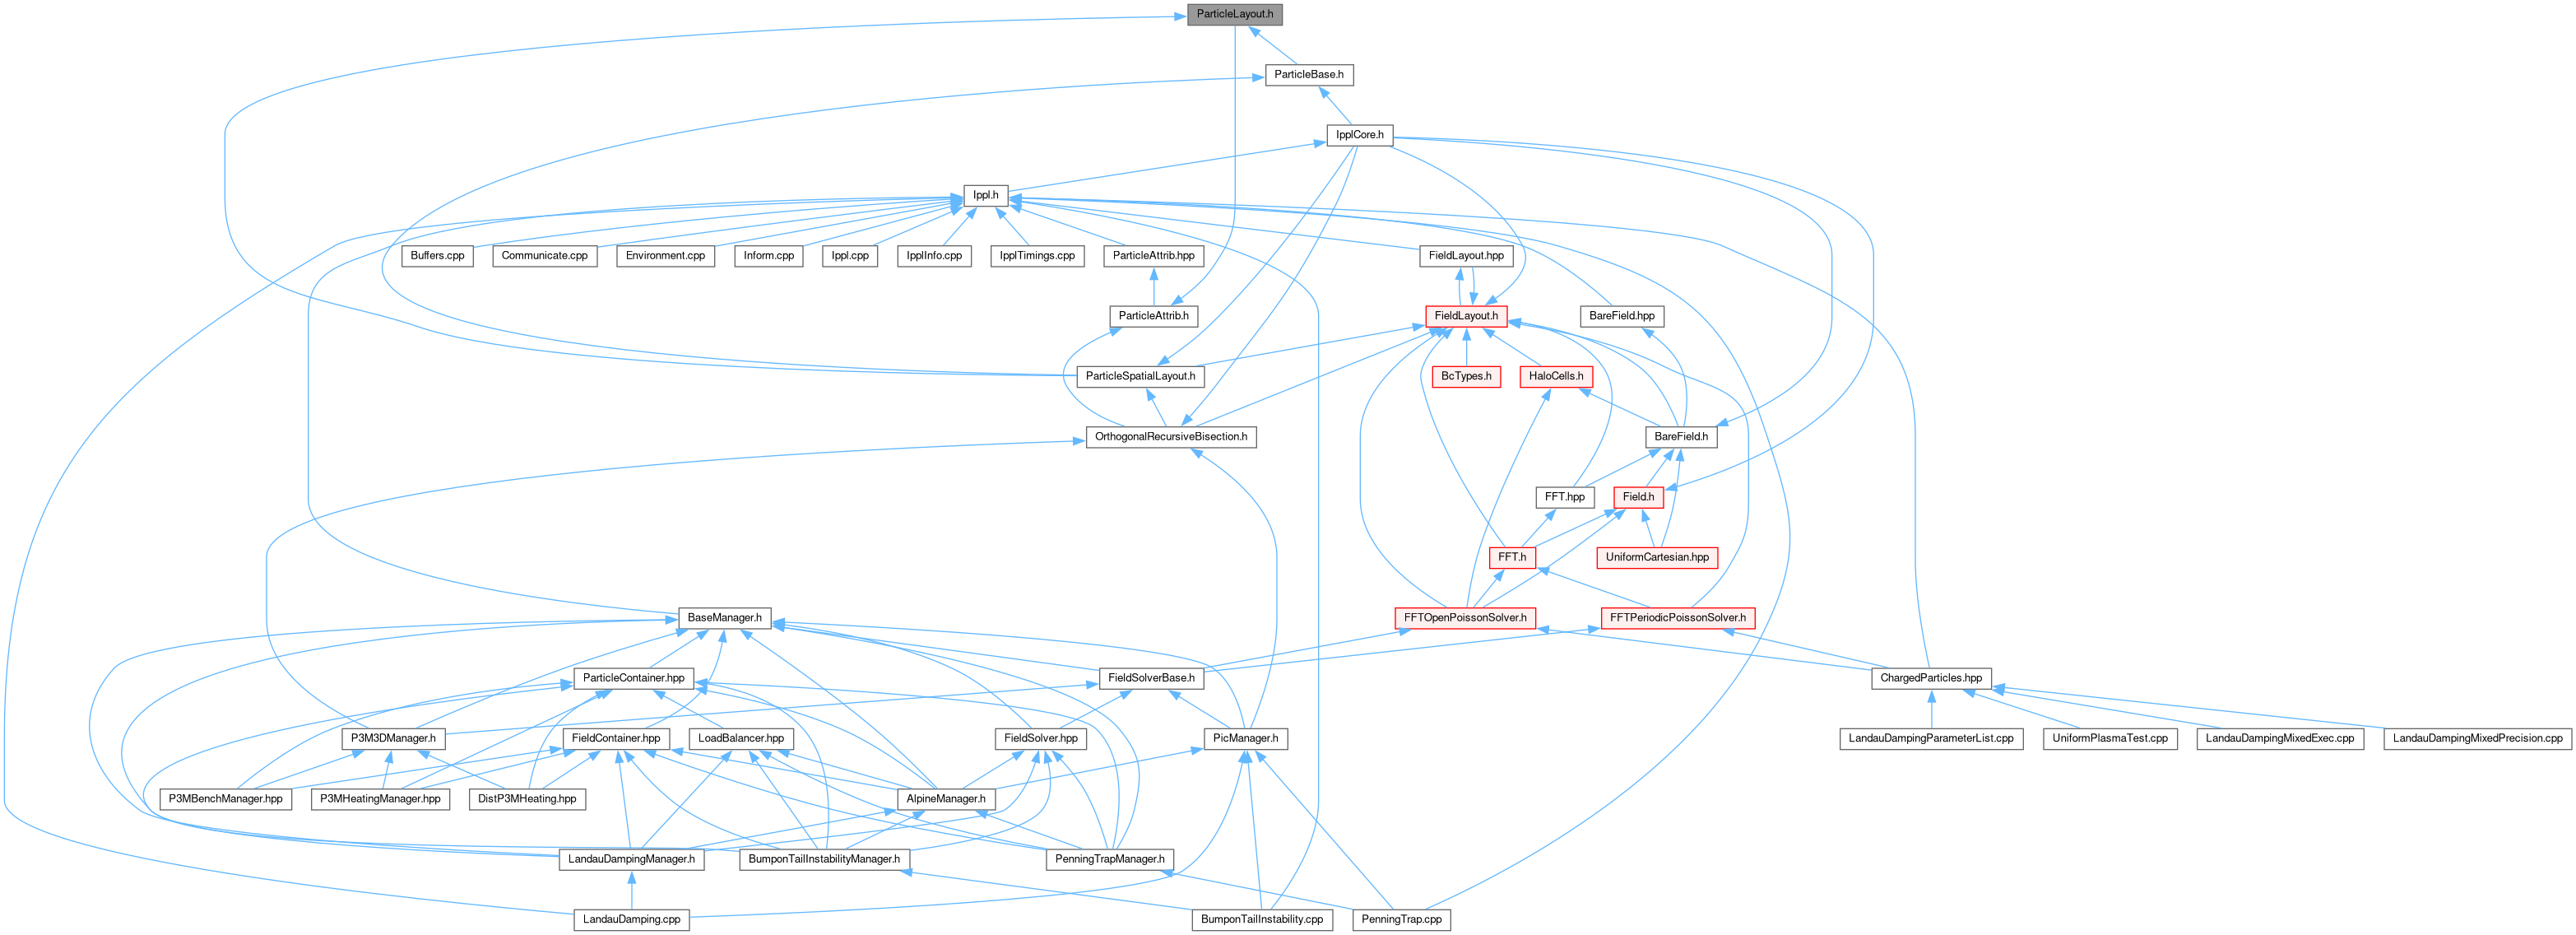 ParticleLayout.h
ParticleBase.h
IpplCore.h
Ippl.h
Buffers.cpp
Communicate.cpp
Environment.cpp
Inform.cpp
Ippl.cpp
IpplInfo.cpp
IpplTimings.cpp
ParticleAttrib.hpp
FieldLayout.hpp
ParticleAttrib.h
FieldLayout.h
BareField.hpp
ParticleSpatialLayout.h
BcTypes.h
HaloCells.h
OrthogonalRecursiveBisection.h
BareField.h
FFT.hpp
Field.h
FFT.h
UniformCartesian.hpp
BaseManager.h
FFTOpenPoissonSolver.h
FFTPeriodicPoissonSolver.h
ParticleContainer.hpp
FieldSolverBase.h
ChargedParticles.hpp
P3M3DManager.h
FieldContainer.hpp
LoadBalancer.hpp
FieldSolver.hpp
PicManager.h
LandauDampingParameterList.cpp
UniformPlasmaTest.cpp
LandauDampingMixedExec.cpp
LandauDampingMixedPrecision.cpp
P3MBenchManager.hpp
P3MHeatingManager.hpp
DistP3MHeating.hpp
AlpineManager.h
LandauDampingManager.h
BumponTailInstabilityManager.h
PenningTrapManager.h
LandauDamping.cpp
BumponTailInstability.cpp
PenningTrap.cpp